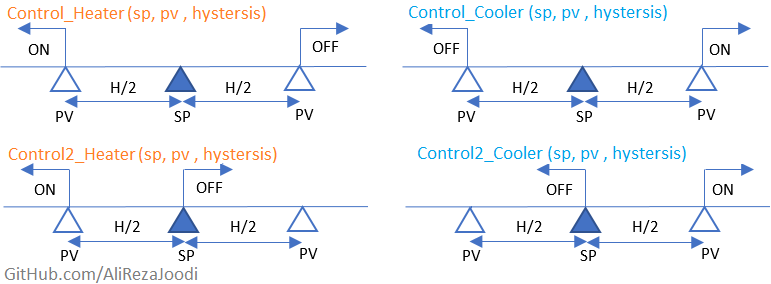 Control_Heater (sp, pv , hystersis)
ON
OFF
H/2
H/2
PV
SP
PV
Control_Cooler (sp, pv , hystersis)
OFF
ON
H/2
H/2
PV
SP
PV
Control2_Heater (sp, pv , hystersis)
ON
OFF
H/2
H/2
PV
SP
PV
Control2_Cooler (sp, pv , hystersis)
OFF
ON
H/2
H/2
PV
SP
PV
GitHub.com/AliRezaJoodi